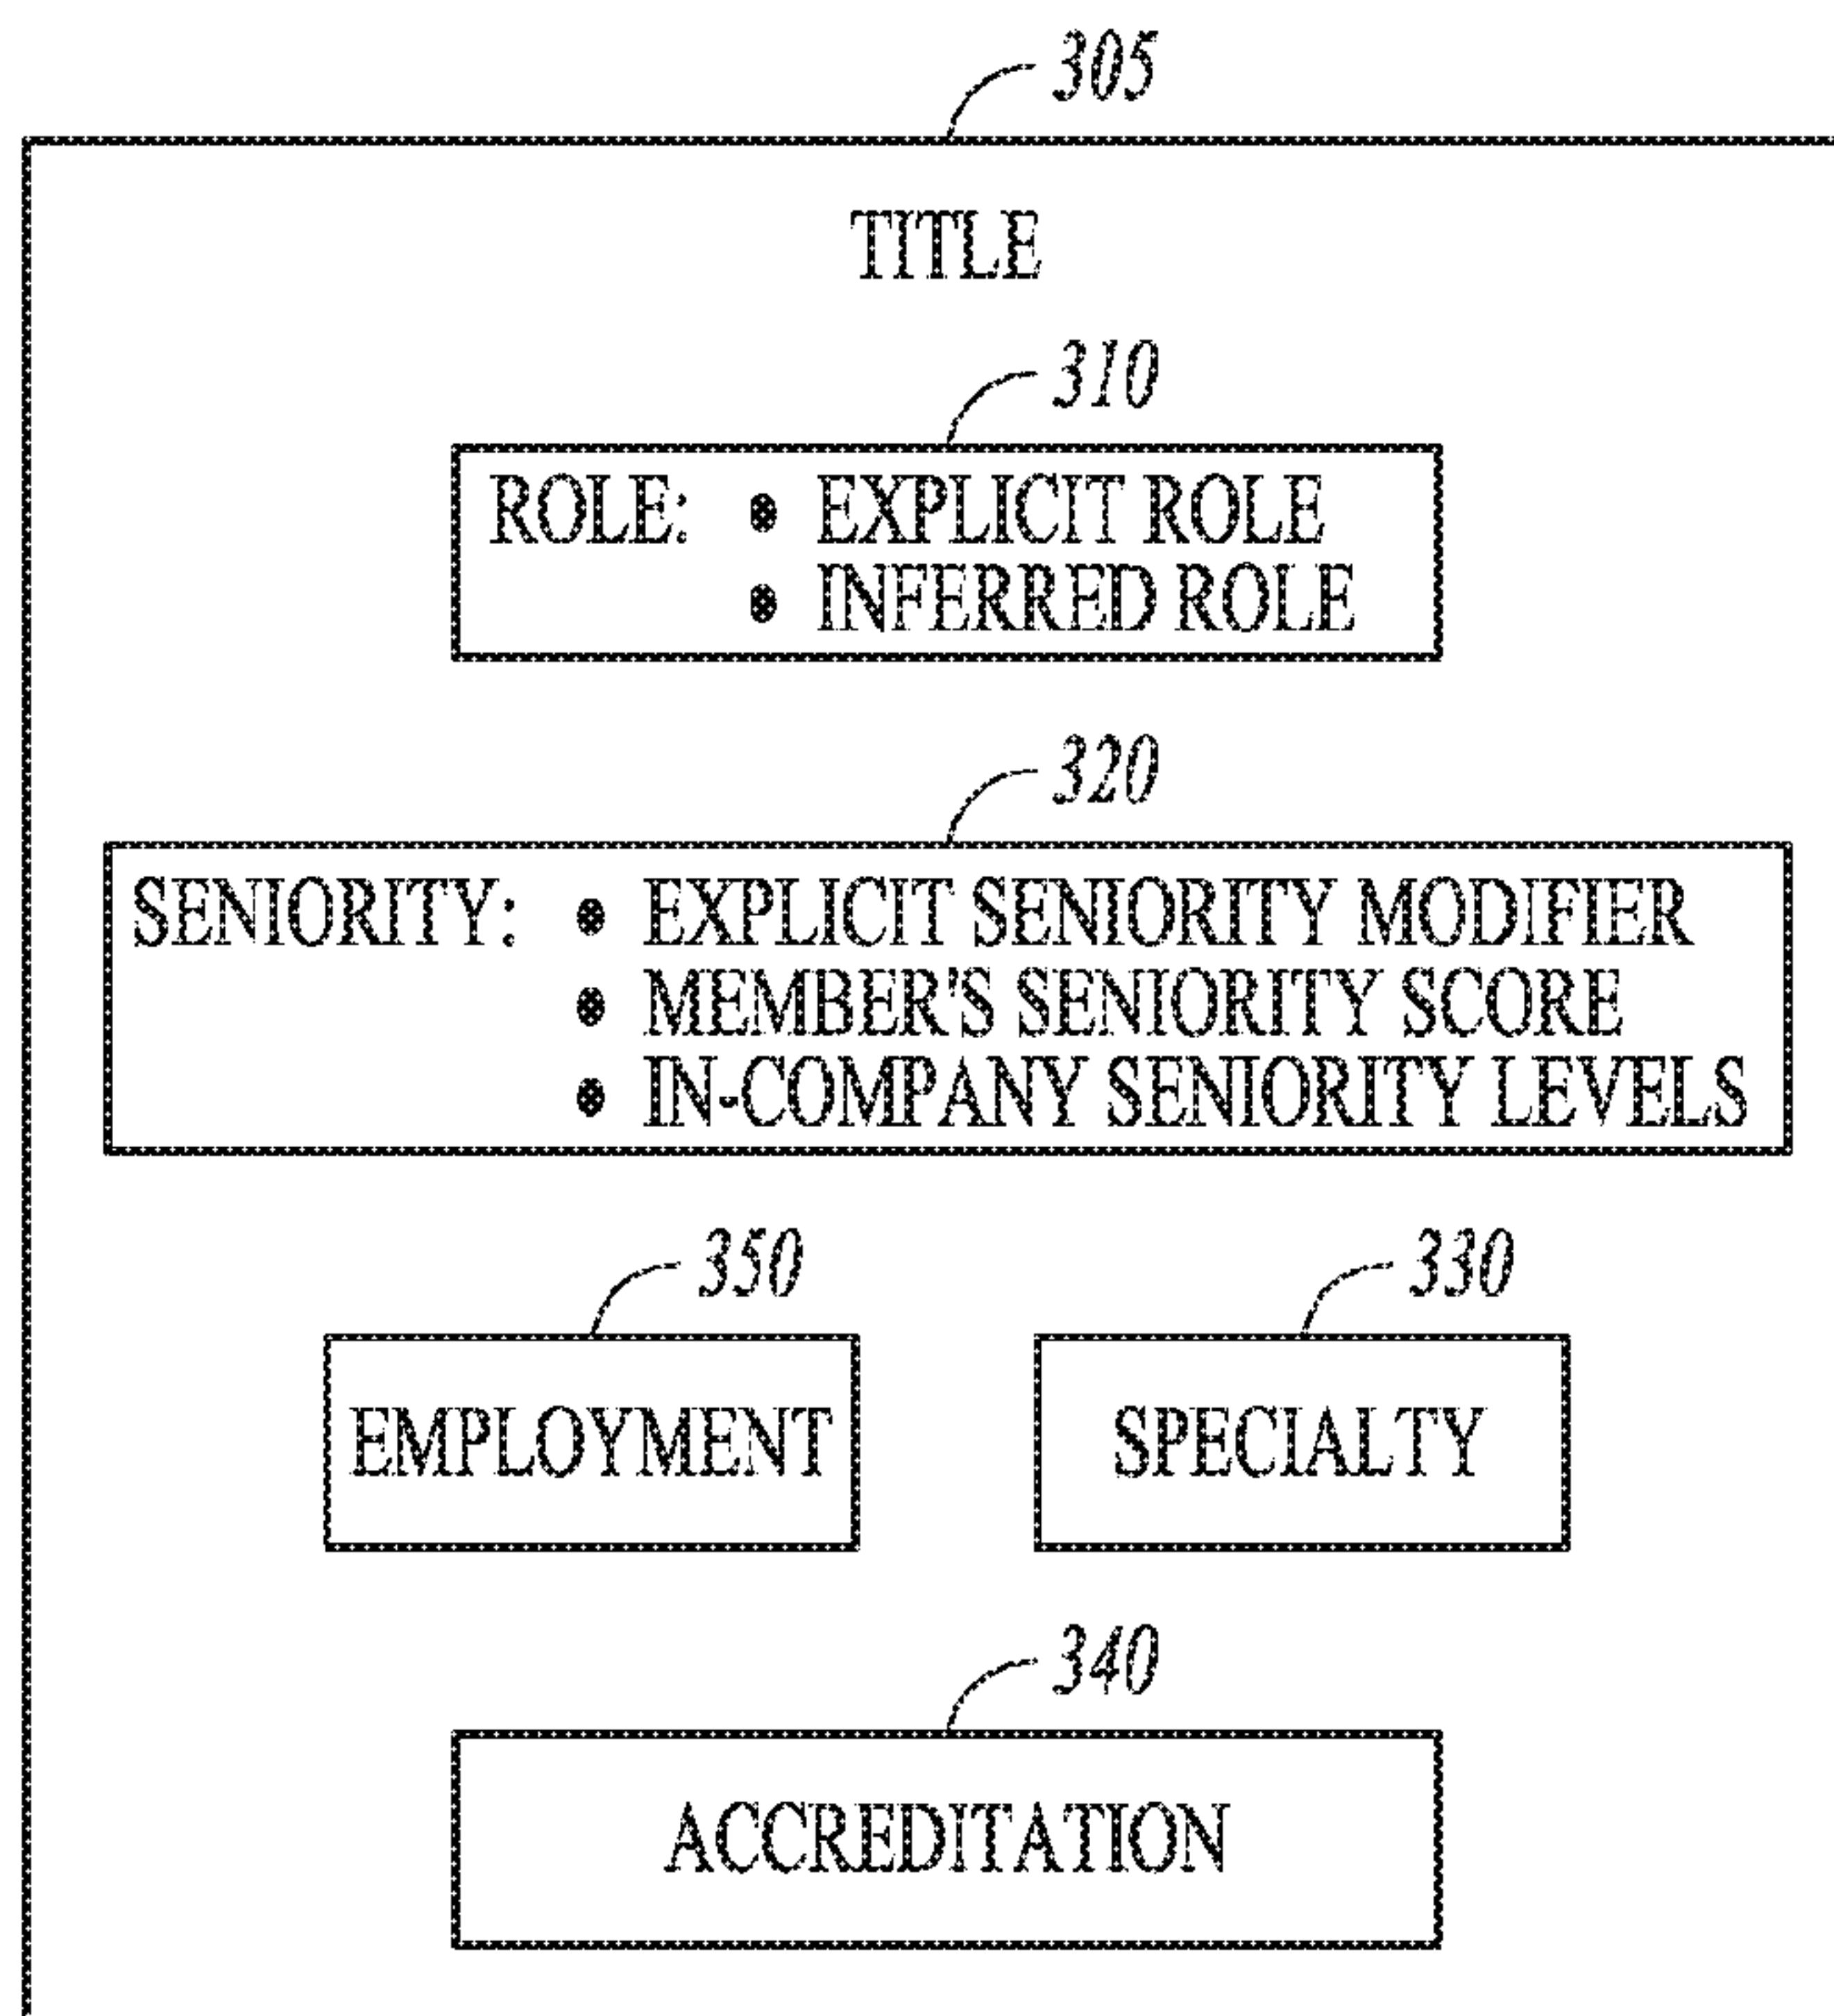 305
TITLE
310
ROLE: • EXPLICIT ROLE
• INFERRED ROLE
320
SENIORITY: • EXPLICIT SENIORITY MODIFIER
• MEMBER'S SENIORITY SCORE
• IN-COMPANY SENIORITY LEVELS
350 330
EMPLOYMENT SPECIALTY
340
ACCREDITATION